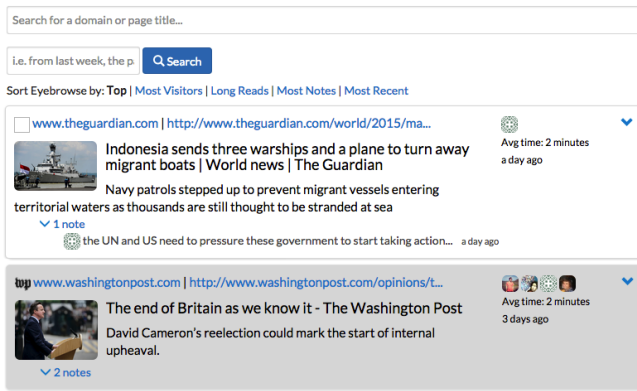 Search for a domain or page title...
i.e. from last week, the p
Search
Sort Eyebrowse by: Top | Most Visitors | Long Reads | Most Notes | Most Recent
www.theguardian.com | http://www.theguardian.com/world/2015/ma...
Avg time: 2 minutes
a day ago
Indonesia sends three warships and a plane to turn away
migrant boats | World news | The Guardian
Navy patrols stepped up to prevent migrant vessels entering
territorial waters as thousands are still thought to be stranded at sea
1 note
the UN and US need to pressure these government to start taking action... a day ago
wp www.washingtonpost.com | http://www.washingtonpost.com/opinions/t...
Avg time: 2 minutes
3 days ago
The end of Britain as we know it - The Washington Post
David Cameron's reelection could mark the start of internal
upheaval.
2 notes